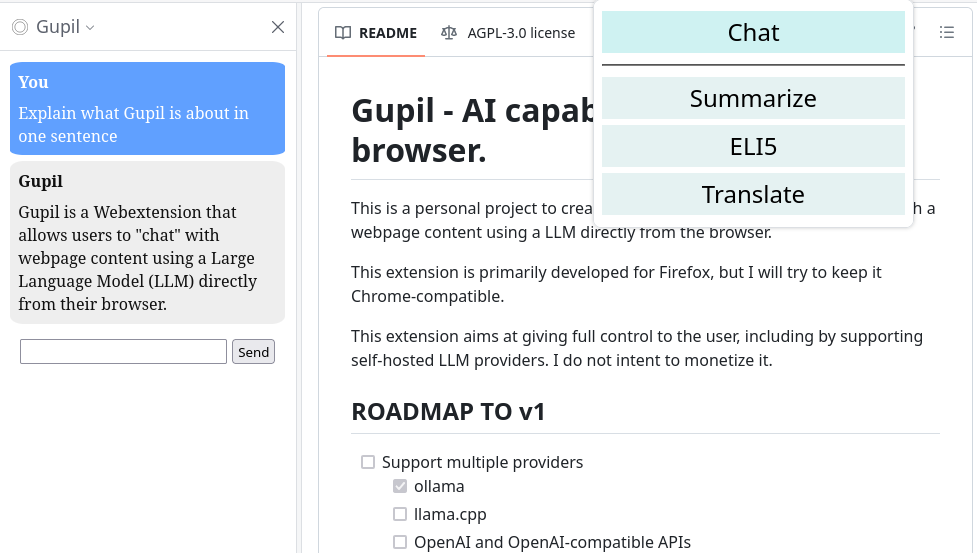 Gupil
You
Explain what Gupil is about in
one sentence
Gupil
Gupil is a Webextension that
allows users to "chat" with
webpage content using a Large
Language Model (LLM) directly
from their browser.
Send
README
AGPL-3.0 license
Chat
Summarize
ELI5
Translate
Gupil - AI
browser.
This is a personal project to
h a
webpage content using a LLM directly from the browser.
This extension is primarily developed for Firefox, but I will try to keep it
Chrome-compatible.
This extension aims at giving full control to the user, including by supporting
self-hosted LLM providers. I do not intent to monetize it.
ROADMAP TO v1
Support multiple providers
ollama
llama.cpp
OpenAI and OpenAI-compatible APIs